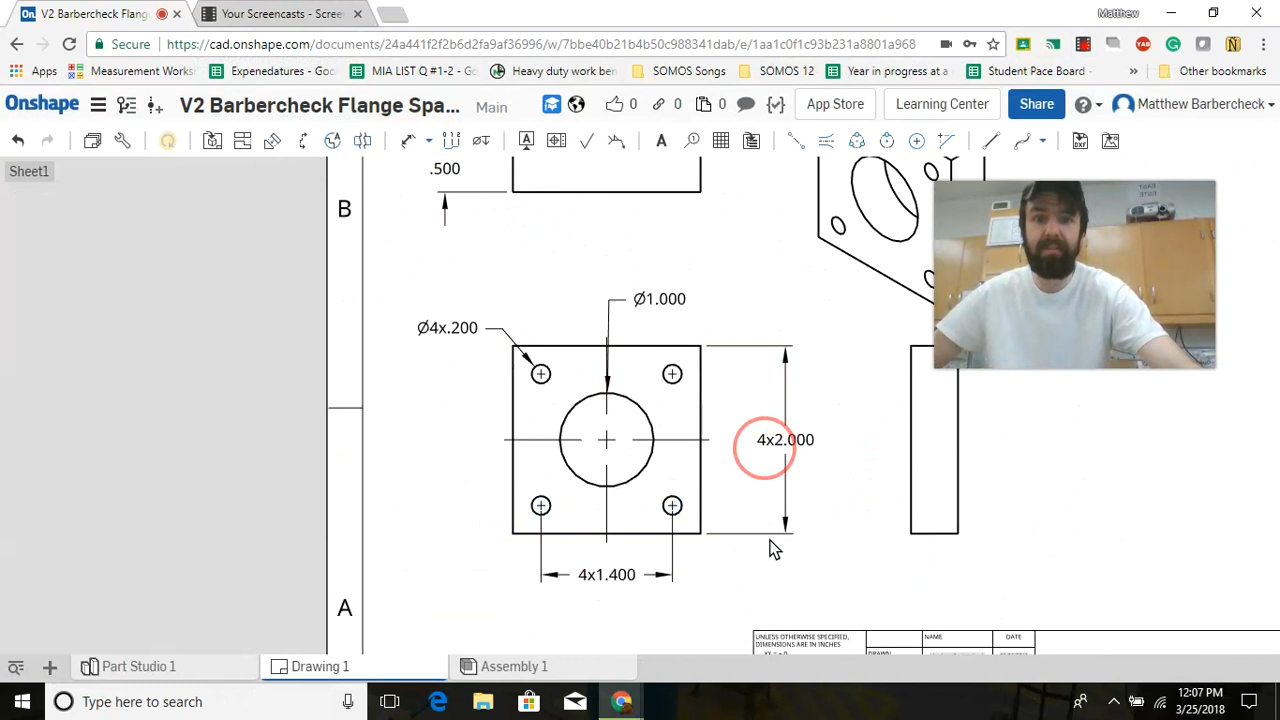 V2 Barbercheck Flang
Your Screencasts - Scree
Matthew
Secure
https://cad.onshape.com/documents/24a441f222b6d2fa9af36996/w/7bbe40b21b4b50c988341dab/e/1aa1c0f1c93b231a8801a968
Apps
Measurement Works
Expenedatures - Goo
MIA LIST Q #1-2 - G
Heavy duty work ben
SOMOS Songs
SOMOS 12
Year in progress at a
Student Pace Board -
»
Other bookmarks
Onshape
V2 Barbercheck Flange Spa...
Main
0
0
0
App Store
Learning Center
Share
Matthew Barbercheck
Sheet1
B
.500
Ø1.000
Ø4x.200
4x2.000
4x1.400
A
UNLESS OTHERWISE SPECIFIED,
DIMENSIONS ARE IN INCHES
NAME
DATE
Part Studio 1
Drawing 1
Assembly 1
Type here to search
12:07 PM
3/25/2018